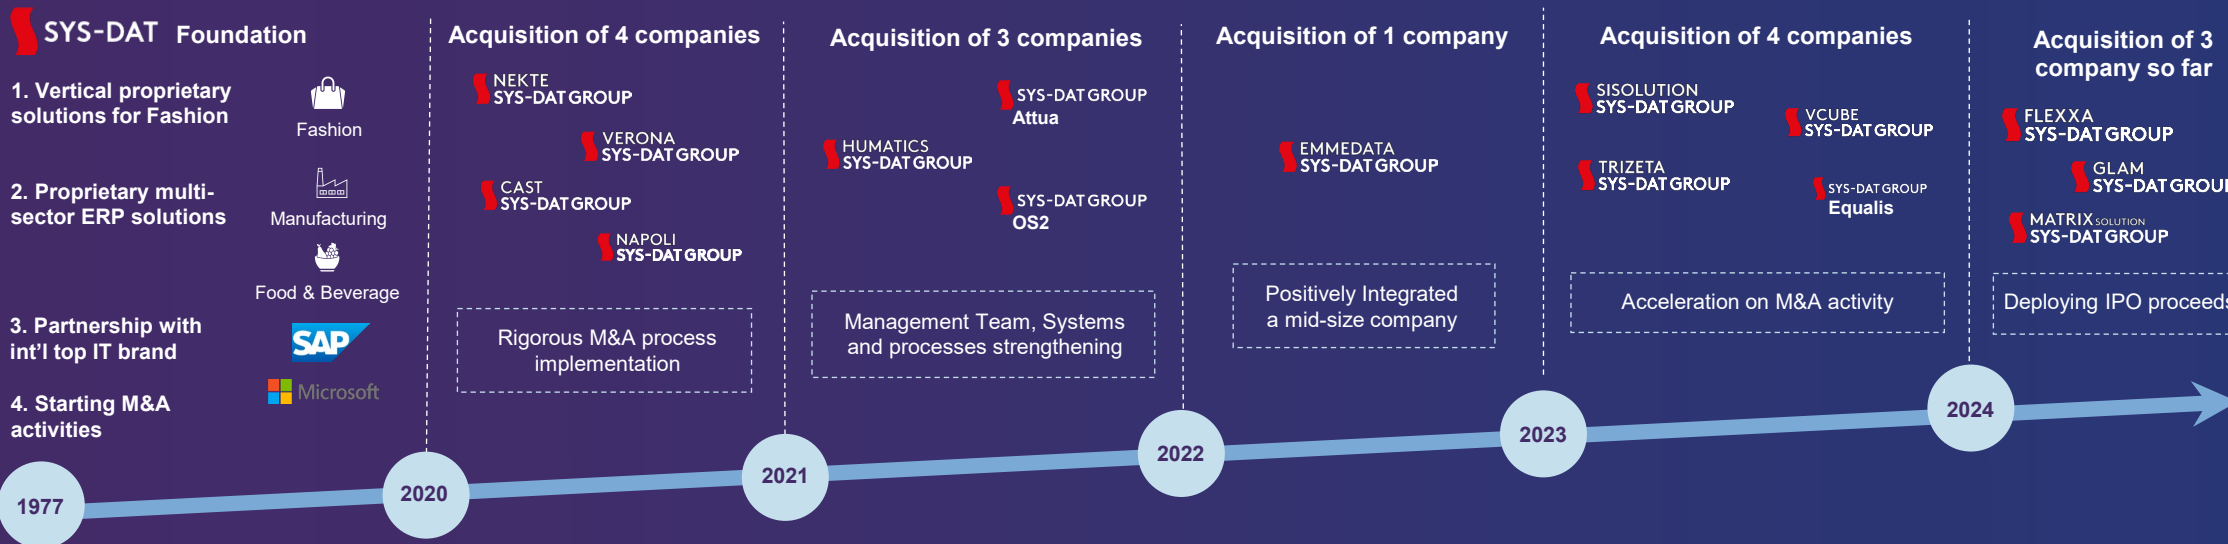 SYS-DAT Foundation
1. Vertical proprietary
solutions for Fashion
Fashion
2. Proprietary multi-
sector ERP solutions
Manufacturing
Food & Beverage
3. Partnership with
int'l top IT brand
SAP
Microsoft
4. Starting M&A
activities
1977
Acquisition of 4 companies
NEKTE
SYS-DAT GROUP
VERONA
SYS-DAT GROUP
CAST
SYS-DAT GROUP
NAPOLI
SYS-DAT GROUP
Rigorous M&A process
implementation
2020
Acquisition of 3 companies
SYS-DAT GROUP
Attua
HUMATICS
SYS-DAT GROUP
SYS-DAT GROUP
OS2
Management Team, Systems
and processes strengthening
2021
Acquisition of 1 company
EMMEDATA
SYS-DAT GROUP
Positively Integrated
a mid-size company
2022
Acquisition of 4 companies
SISOLUTION
SYS-DAT GROUP
VCUBE
SYS-DAT GROUP
TRIZETA
SYS-DAT GROUP
SYS-DAT GROUP
Equalis
Acceleration on M&A activity
2023
Acquisition of 3
company so far
FLEXXA
SYS-DAT GROUP
GLAM
SYS-DAT GROUP
MATRIX SOLUTION
SYS-DAT GROUP
Deploying IPO proceeds
2024